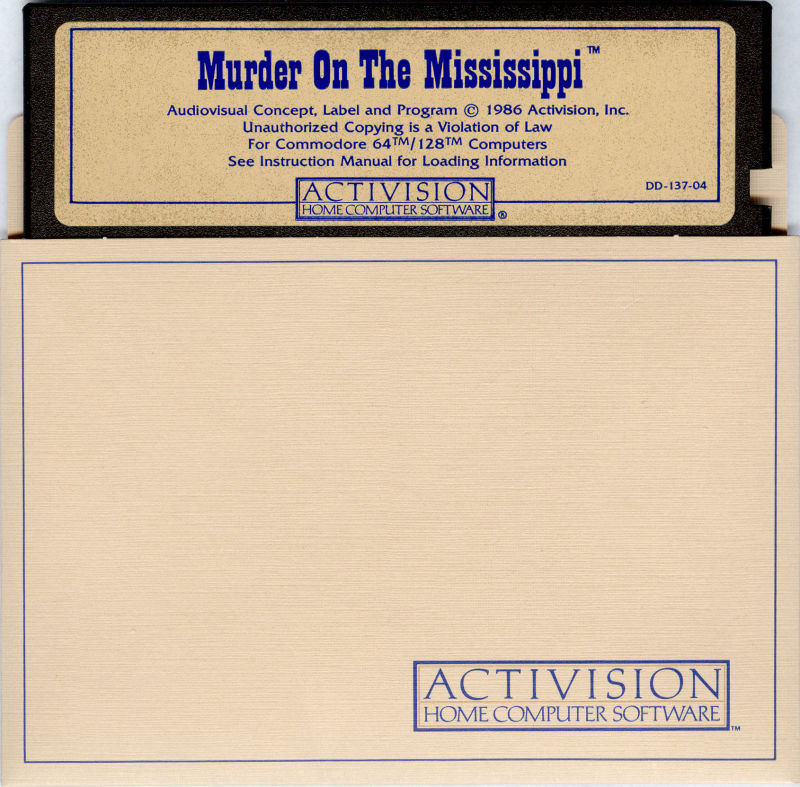 Murder On The Mississippi™
Audiovisual Concept, Label and Program © 1986 Activision, Inc.
Unauthorized Copying is a Violation of Law
For Commodore 64™/128™ Computers
See Instruction Manual for Loading Information
DD-137-04
ACTIVISION
HOME COMPUTER SOFTWARE®
ACTIVISION
HOME COMPUTER SOFTWARE™